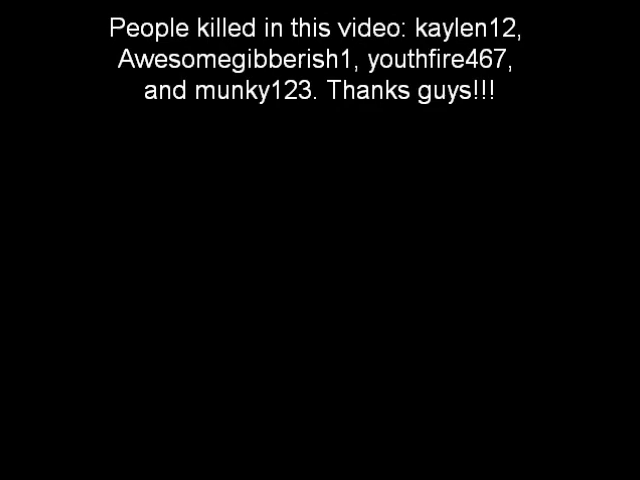 People killed in this video: kaylen12,
Awesomegibberish1, youthfire467,
and munky123. Thanks guys!!!